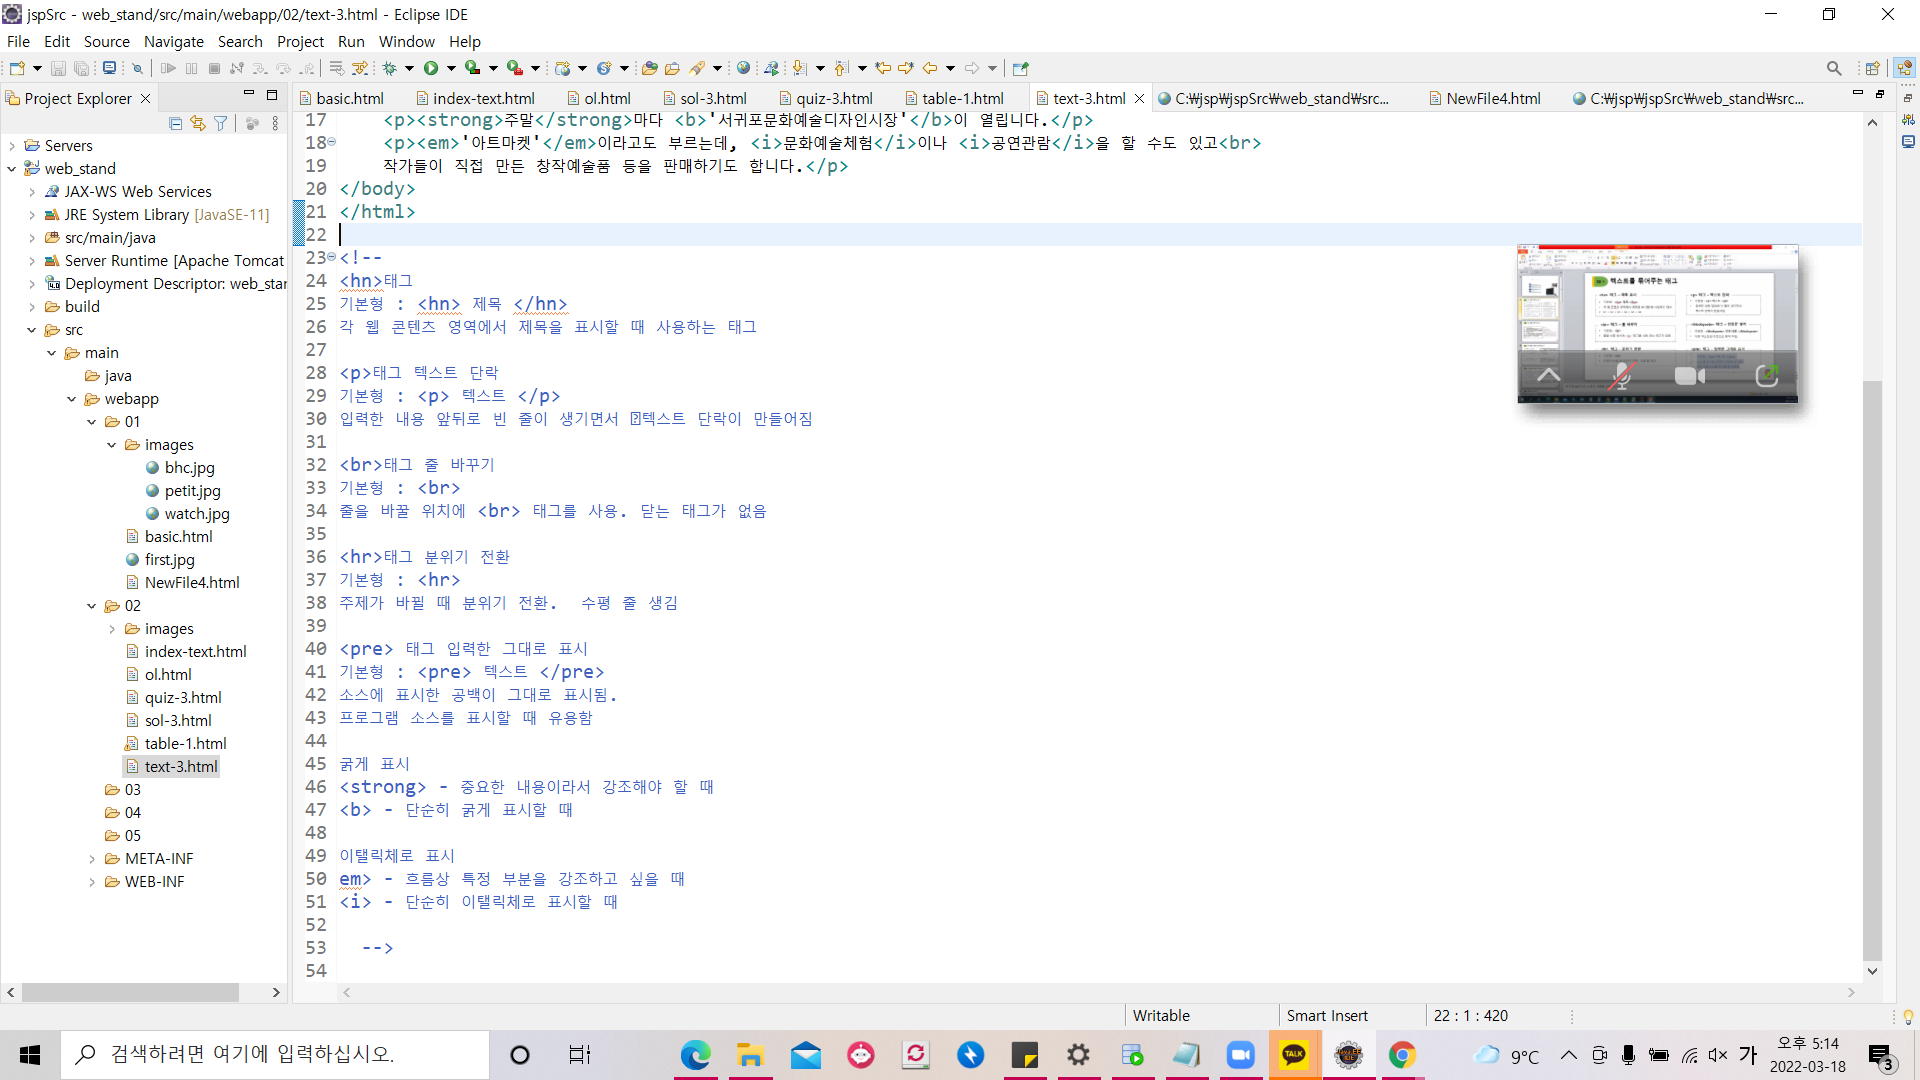 jspSrc - web_stand/src/main/webapp/02/text-3.html - Eclipse IDE
File Edit Source Navigate Search Project Run Window Help
Project Explorer
basic.html index-text.html ol.html sol-3.html quiz-3.html table-1.html text-3.html C:₩jsp₩jspSrc₩web_stand₩src... NewFile4.html C:₩jsp₩jspSrc₩web_stand₩src...
Servers
web_stand
JAX-WS Web Services
JRE System Library [JavaSE-11]
src/main/java
Server Runtime [Apache Tomcat
Deployment Descriptor: web_star
build
src
main
java
webapp
01
images
bhc.jpg
petit.jpg
watch.jpg
basic.html
first.jpg
NewFile4.html
02
images
index-text.html
ol.html
quiz-3.html
sol-3.html
table-1.html
text-3.html
03
04
05
META-INF
WEB-INF
17 <p><strong>주말</strong>마다 <b>'서귀포문화예술디자인시장'</b>이 열립니다.</p>
18 <p><em>'아트마켓'</em>이라고도 부르는데, <i>문화예술체험</i>이나 <i>공연관람</i>을 할 수도 있고<br>
19 작가들이 직접 만든 창작예술품 등을 판매하기도 합니다.</p>
20 </body>
21 </html>
22
23 <!--
24 <hn>태그
25 기본형 : <hn> 제목 </hn>
26 각 웹 콘텐츠 영역에서 제목을 표시할 때 사용하는 태그
27
28 <p>태그 텍스트 단락
29 기본형 : <p> 텍스트 </p>
30 입력한 내용 앞뒤로 빈 줄이 생기면서 텍스트 단락이 만들어짐
31
32 <br>태그 줄 바꾸기
33 기본형 : <br>
34 줄을 바꿀 위치에 <br> 태그를 사용. 닫는 태그가 없음
35
36 <hr>태그 분위기 전환
37 기본형 : <hr>
38 주제가 바뀔 때 분위기 전환. 수평 줄 생김
39
40 <pre> 태그 입력한 그대로 표시
41 기본형 : <pre> 텍스트 </pre>
42 소스에 표시한 공백이 그대로 표시됨.
43 프로그램 소스를 표시할 때 유용함
44
45 굵게 표시
46 <strong> - 중요한 내용이라서 강조해야 할 때
47 <b> - 단순히 굵게 표시할 때
48
49 이탤릭체로 표시
50 em> - 흐름상 특정 부분을 강조하고 싶을 때
51 <i> - 단순히 이탤릭체로 표시할 때
52
53 -->
54
텍스트를 묶어주는 태그
Writable Smart Insert 22 : 1 : 420
검색하려면 여기에 입력하십시오.
TALK
9°C
가
오후 5:14
2022-03-18
3